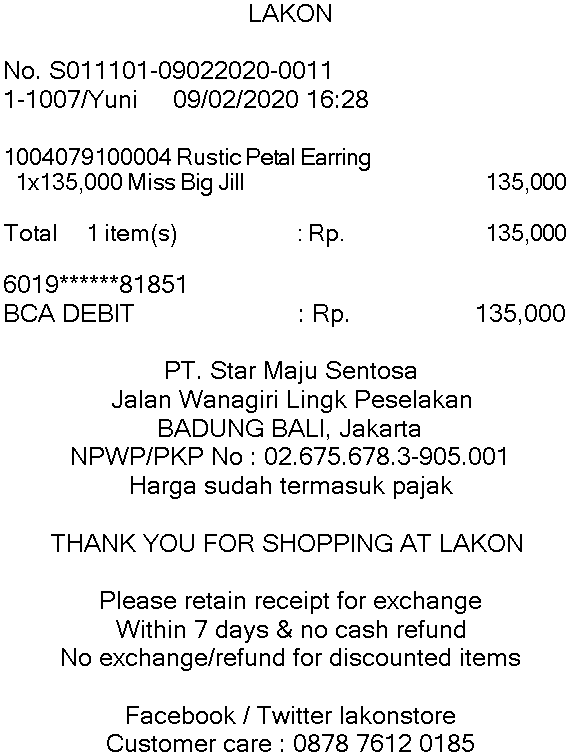 LAKON
No. S011101-09022020-0011
1-1007/Yuni 09/02/2020 16:28
1004079100004 Rustic Petal Earring
1x135,000 Miss Big Jill 135,000
Total 1 item(s) : Rp. 135,000
6019******81851
BCA DEBIT : Rp. 135,000
PT. Star Maju Sentosa
Jalan Wanagiri Lingk Peselakan
BADUNG BALI, Jakarta
NPWP/PKP No : 02.675.678.3-905.001
Harga sudah termasuk pajak
THANK YOU FOR SHOPPING AT LAKON
Please retain receipt for exchange
Within 7 days & no cash refund
No exchange/refund for discounted items
Facebook / Twitter lakonstore
Customer care : 0878 7612 0185